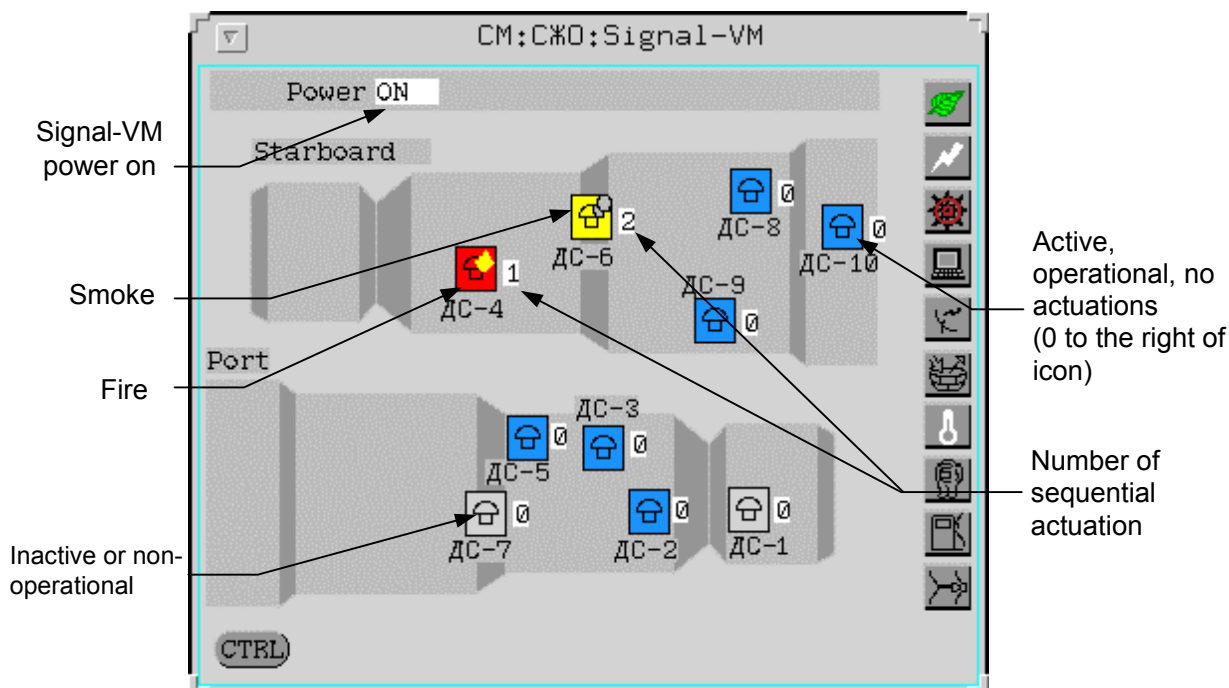 СМ:СЖО:Signal-VM
Power ON
Signal-VM
power on
Starboard
ДС-8 0
ДС-10 0
ДС-6 2
ДС-9 0
ДС-4 1
Active,
operational, no
actuations
(0 to the right of
icon)
Smoke
Fire
Port
ДС-3 0
ДС-5 0
ДС-7 0
ДС-2 0
ДС-1 0
Number of
sequential
actuation
Inactive or non-
operational
CTRL